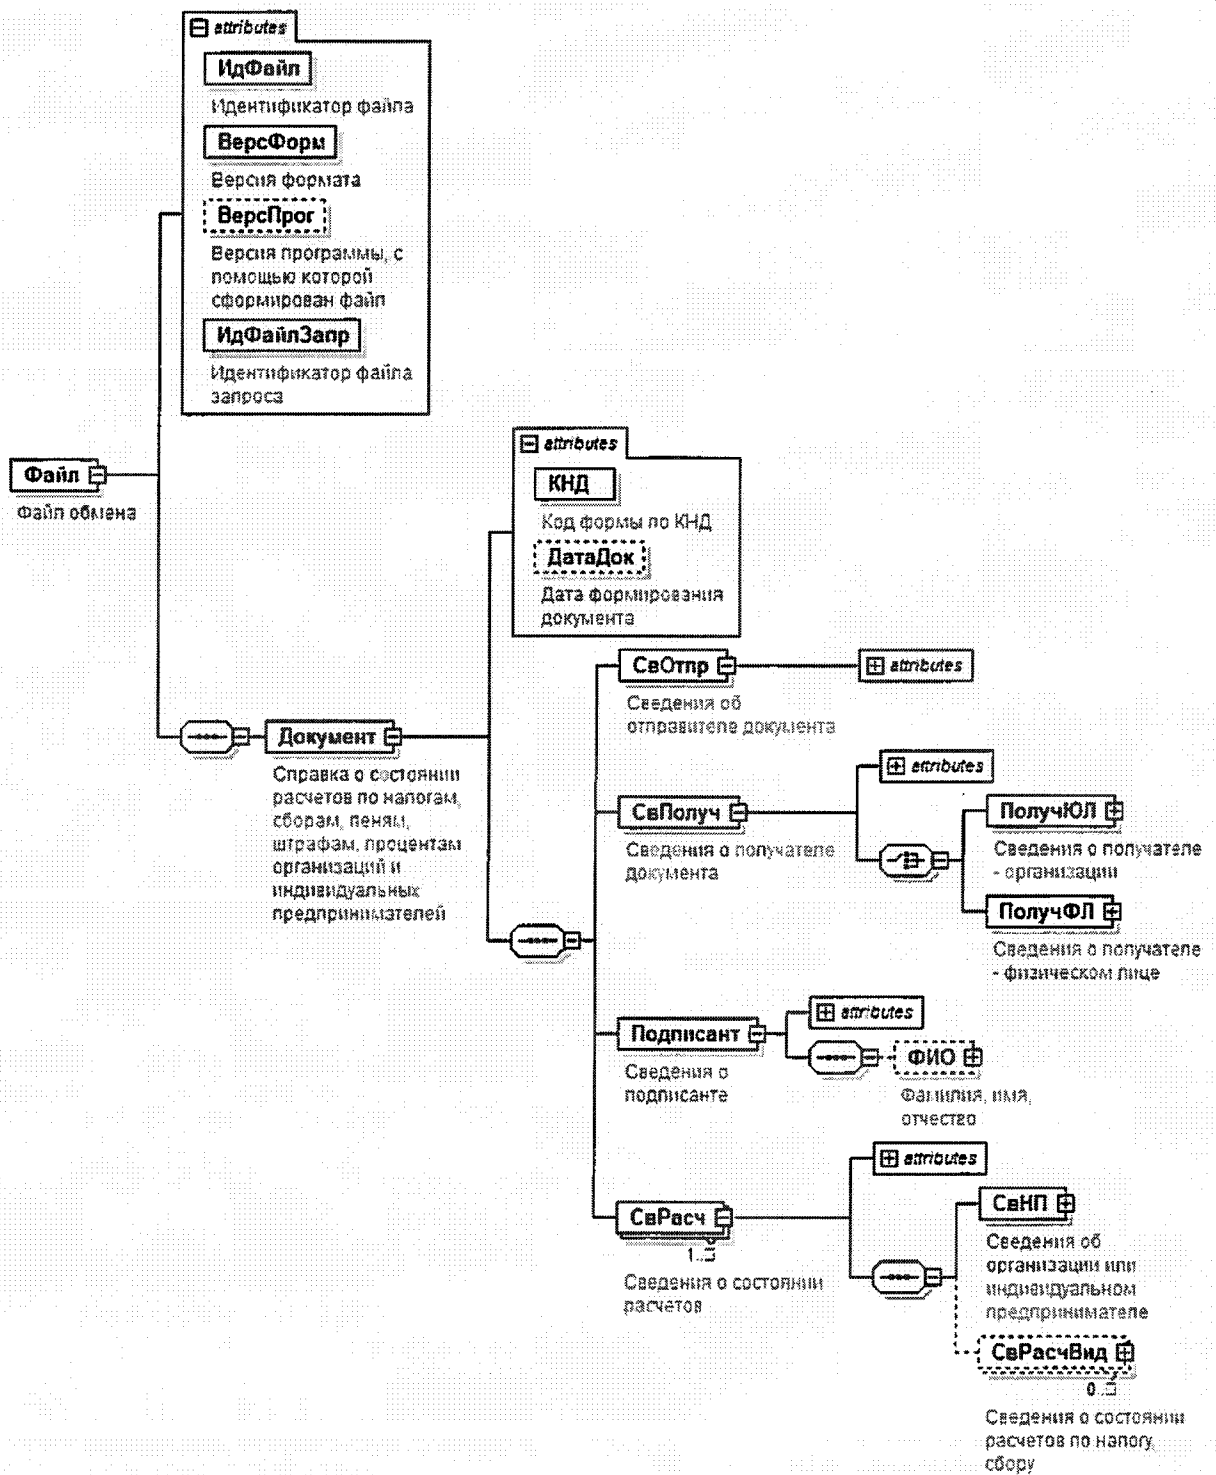 attributes
ИдФайл
Идентификатор файла
ВерсФорм
Версия формата
ВерсПрог
Версия программы, с
помощью которой
сформирован файл
ИдФайлЗапр
Идентификатор файла
запроса
Файл
Файл обмена
attributes
КНД
Код формы по КНД
ДатаДок
Дата формирования
документа
Документ
Справка о состоянии
расчетов по налогам,
сборам, пеням,
штрафам, процентам
организаций и
индивидуальных
предпринимателей
СвОтпр
attributes
Сведения об
отправителе документа
СвПолуч
Сведения о получателе
документа
attributes
ПолучЮЛ
Сведения о получателе
- организации
ПолучФЛ
Сведения о получателе
- физическом лице
Подписант
Сведения о
подписанте
attributes
ФИО
Фамилия, имя,
отчество
СвРасч
1..
Сведения о состоянии
расчетов
attributes
СвНП
Сведения об
организации или
индивидуальном
предпринимателе
СвРасчВид
0..
Сведения о состоянии
расчетов по налогу,
сбору